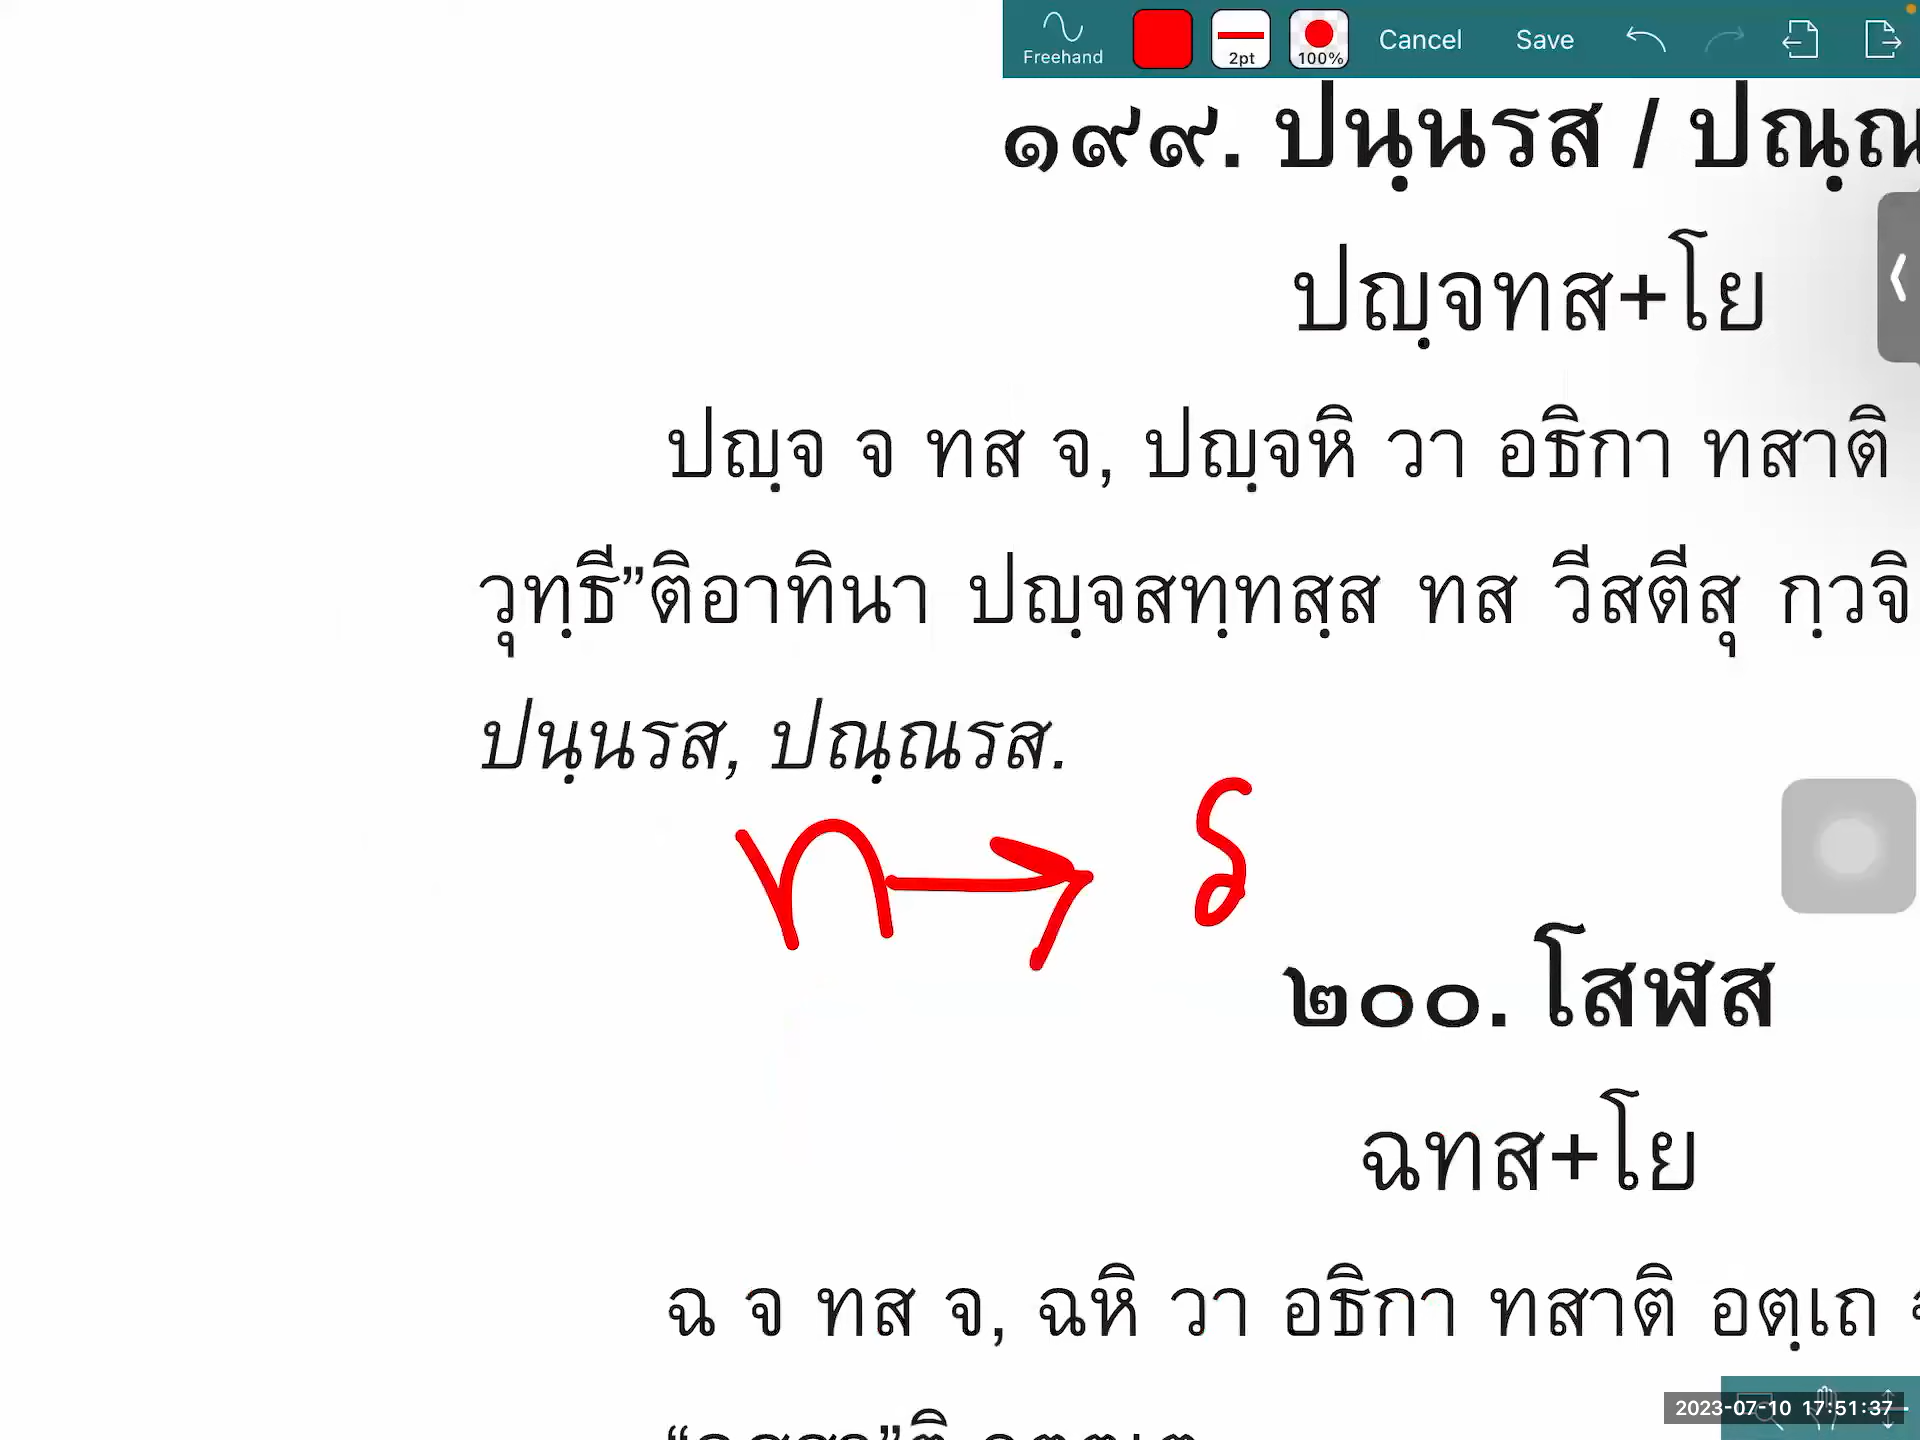 Freehand 2pt 100% Cancel Save
๑๙๙. ปนฺนรส / ปณฺณ
ปญฺจทส+โย
ปญฺจ จ ทส จ, ปญฺจหิ วา อธิกา ทสาติ
วุทฺธี”ติอาทินา ปญฺจสทฺทสฺส ทส วีสตีสุ กฺวจิ
ปนฺนรส, ปณฺณรส.
ท → ร
๒๐๐. โสฬส
ฉทส+โย
ฉ จ ทส จ, ฉหิ วา อธิกา ทสาติ อตฺเถ
2023-07-10 17:51:37